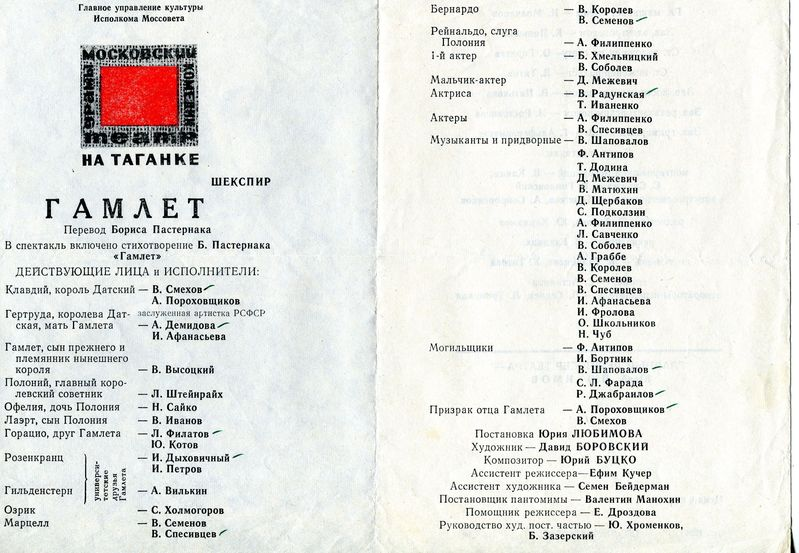 Главное управление культуры
Исполкома Моссовета
МОСКОВСКИЙ
театр
драмы
комедии
НА ТАГАНКЕ
ШЕКСПИР
ГАМЛЕТ
Перевод Бориса Пастернака
В спектакль включено стихотворение Б. Пастернака
«Гамлет»
ДЕЙСТВУЮЩИЕ ЛИЦА и ИСПОЛНИТЕЛИ:
Клавдий, король Датский — В. Смехов
А. Пороховщиков
Гертруда, королева Дат- заслуженная артистка РСФСР
ская, мать Гамлета — А. Демидова
И. Афанасьева
Гамлет, сын прежнего и
племянник нынешнего
короля — В. Высоцкий
Полоний, главный коро-
левский советник — Л. Штейнрайх
Офелия, дочь Полония — Н. Сайко
Лаэрт, сын Полония — В. Иванов
Горацио, друг Гамлета — Л. Филатов
Ю. Котов
Розенкранц — И. Дыховичный
И. Петров
универси-
тетские
друзья
Гамлета
Гильденстерн — А. Вилькин
Озрик — С. Холмогоров
Марцелл — В. Семенов
В. Спесивцев
Бернардо — В. Королев
В. Семенов
Рейнальдо, слуга
Полония — А. Филиппенко
1-й актер — Б. Хмельницкий
В. Соболев
Мальчик-актер — Д. Межевич
Актриса — В. Радунская
Т. Иваненко
Актеры — А. Филиппенко
В. Спесивцев
Музыканты и придворные — В. Шаповалов
Ф. Антипов
Т. Додина
Д. Межевич
В. Матюхин
Д. Щербаков
С. Подколзин
А. Филиппенко
Л. Савченко
В. Соболев
А. Граббе
В. Королев
В. Семенов
В. Спесивцев
И. Афанасьева
И. Фролова
О. Школьников
Н. Чуб
Могильщики — Ф. Антипов
И. Бортник
В. Шаповалов
С. Л. Фарада
Р. Джабраилов
Призрак отца Гамлета — А. Пороховщиков
В. Смехов
Постановка Юрия ЛЮБИМОВА
Художник — Давид БОРОВСКИЙ
Композитор — Юрий БУЦКО
Ассистент режиссера — Ефим Кучер
Ассистент художника — Семен Бейдерман
Постановщик пантомимы — Валентин Манохин
Помощник режиссера — Е. Дроздова
Руководство худ. пост. частью — Ю. Хроменков,
Б. Зазерский